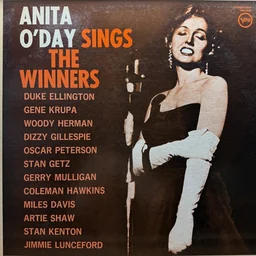 ANITA
O'DAY SINGS
THE
WINNERS
DUKE ELLINGTON
GENE KRUPA
WOODY HERMAN
DIZZY GILLESPIE
OSCAR PETERSON
STAN GETZ
GERRY MULLIGAN
COLEMAN HAWKINS
MILES DAVIS
ARTIE SHAW
STAN KENTON
JIMMIE LUNCEFORD
verve